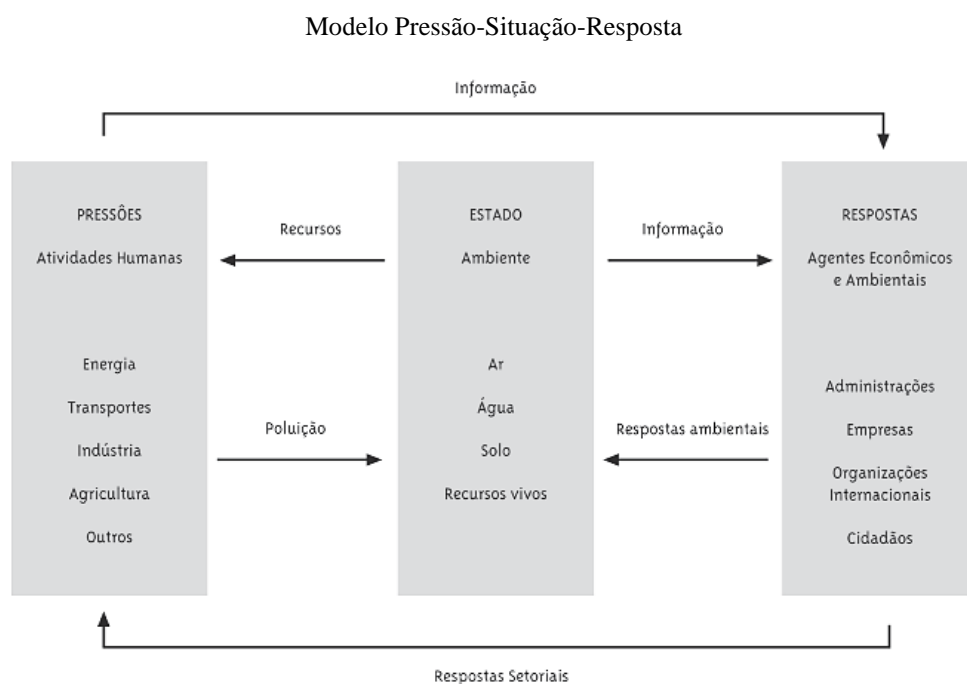 Modelo Pressão-Situação-Resposta
Informação
PRESSÕES
Atividades Humanas
Energia
Transportes
Indústria
Agricultura
Outros
Recursos
Poluição
ESTADO
Ambiente
Ar
Água
Solo
Recursos vivos
Informação
Respostas ambientais
RESPOSTAS
Agentes Econômicos
e Ambientais
Administrações
Empresas
Organizações
Internacionais
Cidadãos
Respostas Setoriais